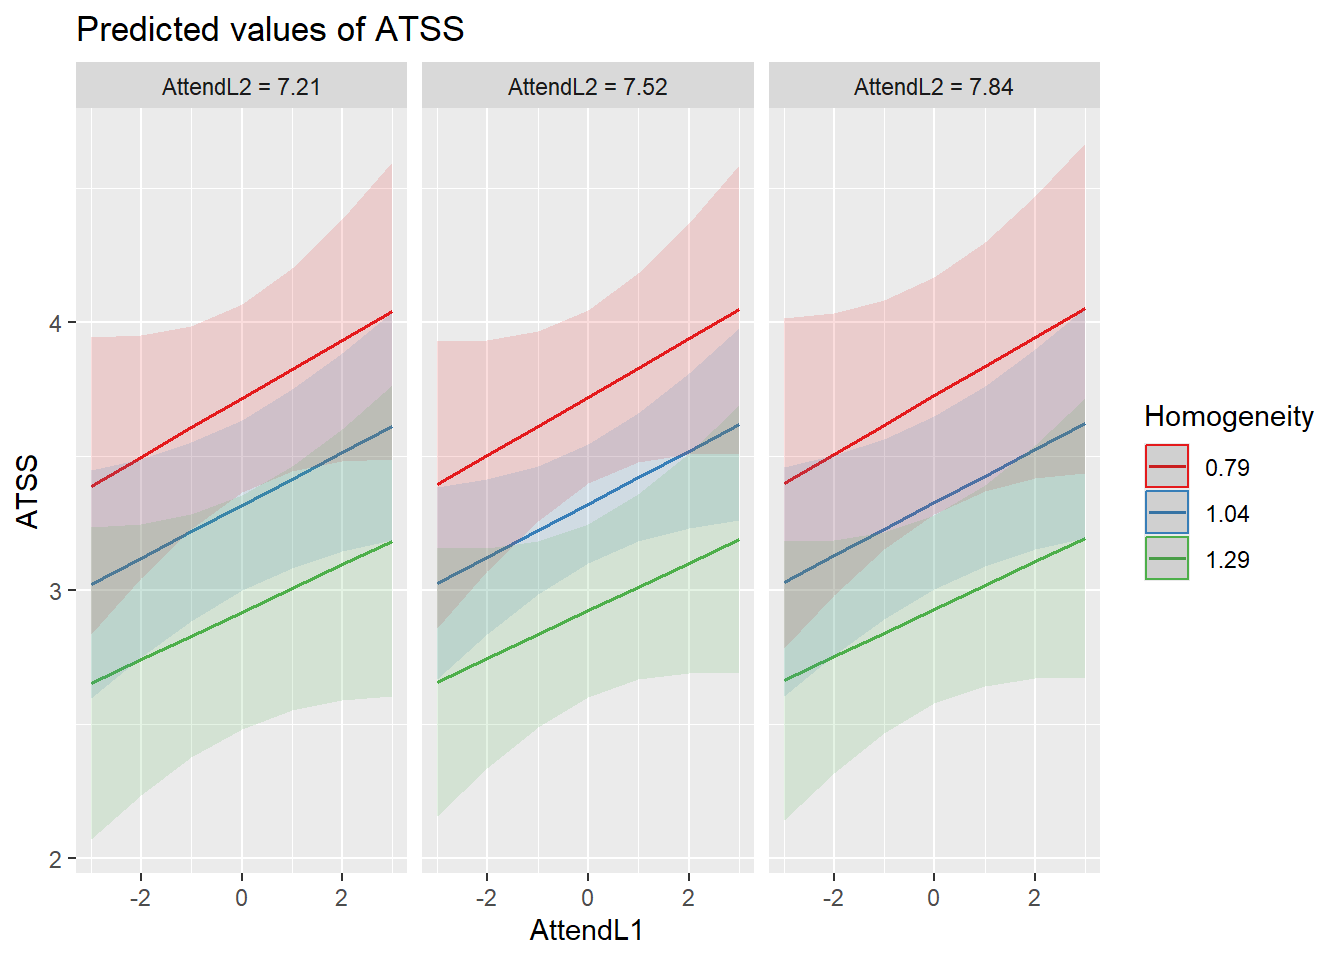 Predicted values of ATSS
AttendL2 = 7.21
AttendL2 = 7.52
AttendL2 = 7.84
ATSS
4
3
2
-2
0
2
-2
0
2
-2
0
2
AttendL1
Homogeneity
0.79
1.04
1.29